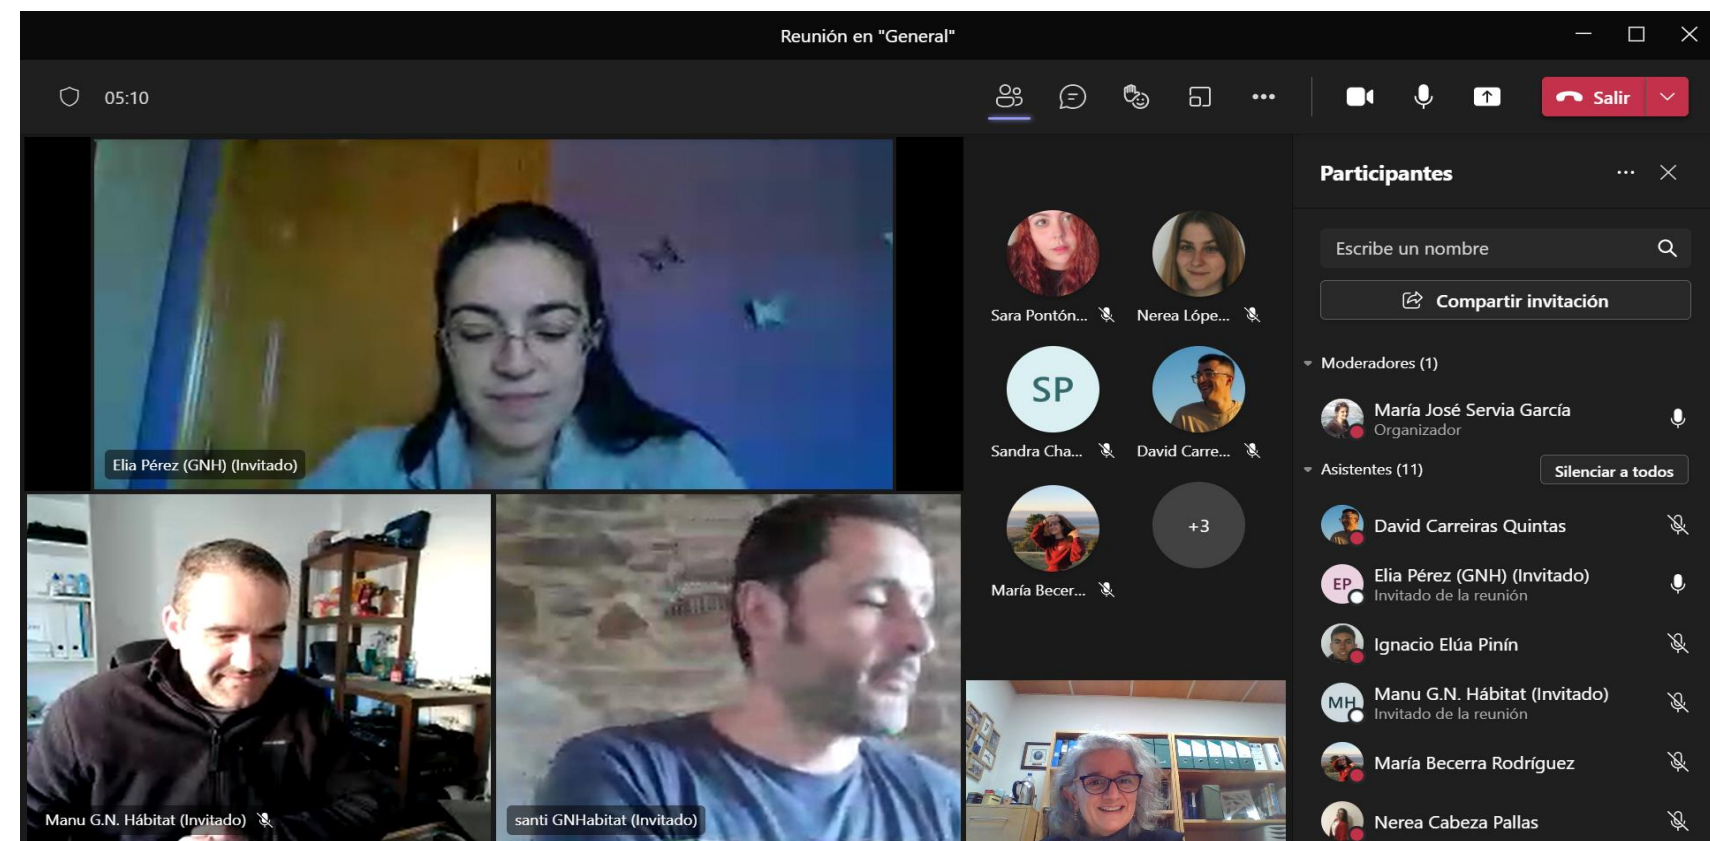 Reunión en "General"
05:10
Salir
Elia Pérez (GNH) (Invitado)
Manu G.N. Hábitat (Invitado)
santi GNHabitat (Invitado)
Sara Pontón...
Nerea Lópe...
SP
Sandra Cha...
David Carre...
María Becer...
+3
Participantes
Escribe un nombre
Compartir invitación
Moderadores (1)
María José Servia García
Organizador
Asistentes (11)
Silenciar a todos
David Carreiras Quintas
EP
Elia Pérez (GNH) (Invitado)
Invitado de la reunión
Ignacio Elúa Pinín
MH
Manu G.N. Hábitat (Invitado)
Invitado de la reunión
María Becerra Rodríguez
Nerea Cabeza Pallas